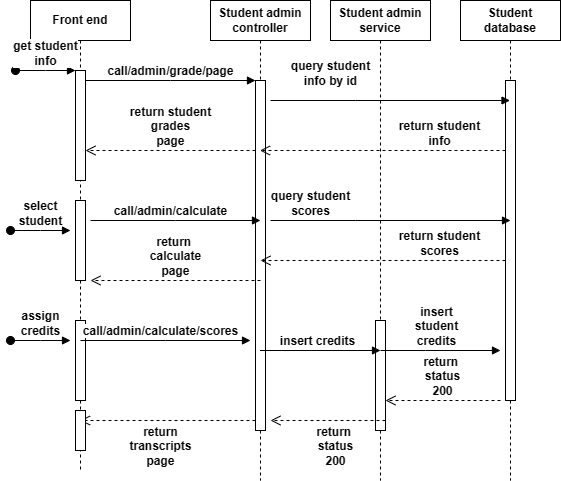 Front end
Student admin
controller
Student admin
service
Student
database
get student
info
call/admin/grade/page
query student
info by id
return student
grades
page
return student
info
select
student
call/admin/calculate
query student
scores
return
calculate
page
return student
scores
assign
credits
call/admin/calculate/scores
insert credits
insert
student
credits
return
status
200
return
transcripts
page
return
status
200